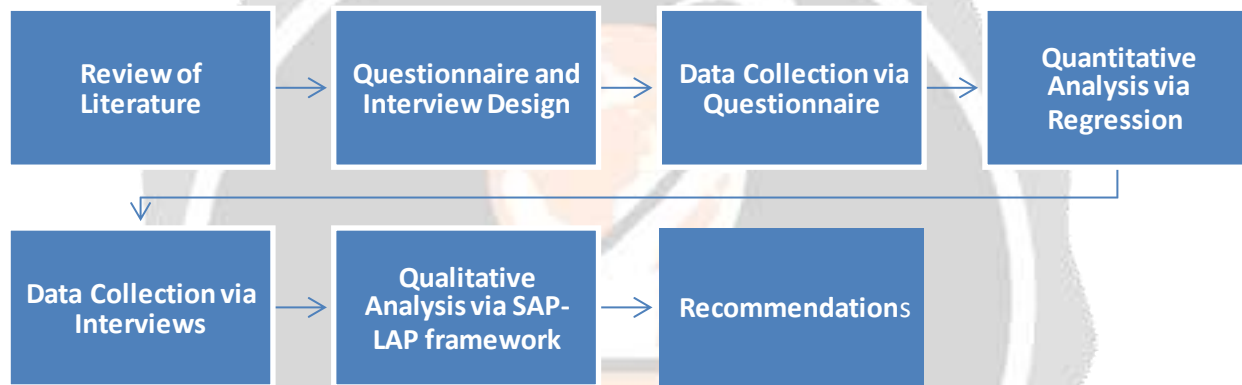 Review of
Literature
Questionnaire and
Interview Design
Data Collection via
Questionnaire
Quantitative
Analysis via
Regression
Data Collection via
Interviews
Qualitative
Analysis via SAP-
LAP framework
Recommendations